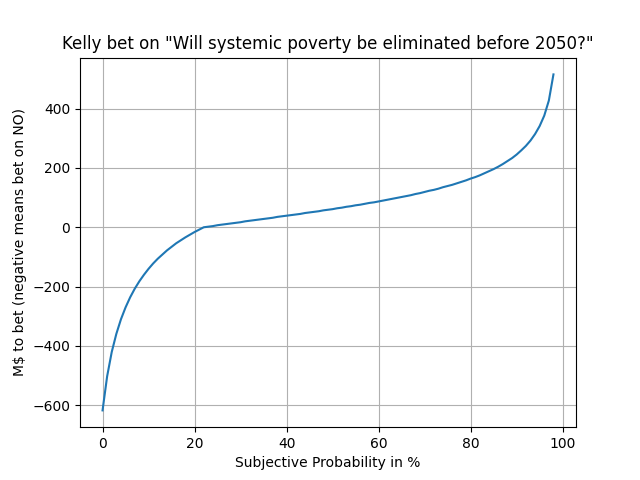 Kelly bet on "Will systemic poverty be eliminated before 2050?"
M$ to bet (negative means bet on NO)
400
200
0
−200
−400
−600
0 20 40 60 80 100
Subjective Probability in %